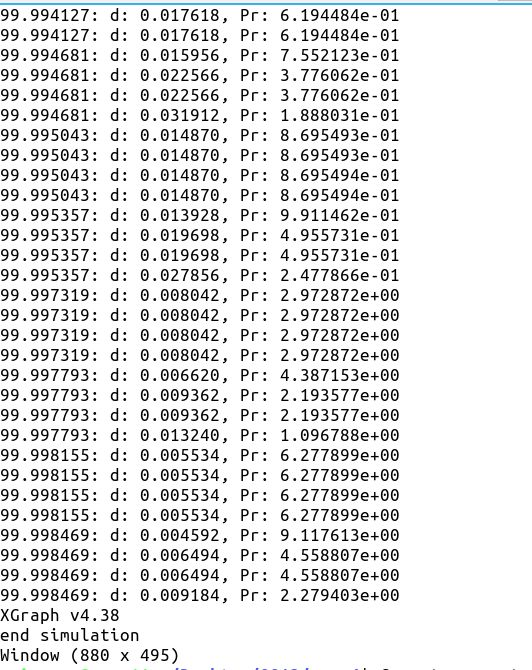 99.994127: d: 0.017618, Pr: 6.194484e-01
99.994127: d: 0.017618, Pr: 6.194484e-01
99.994681: d: 0.015956, Pr: 7.552123e-01
99.994681: d: 0.022566, Pr: 3.776062e-01
99.994681: d: 0.022566, Pr: 3.776062e-01
99.994681: d: 0.031912, Pr: 1.888031e-01
99.995043: d: 0.014870, Pr: 8.695493e-01
99.995043: d: 0.014870, Pr: 8.695493e-01
99.995043: d: 0.014870, Pr: 8.695494e-01
99.995043: d: 0.014870, Pr: 8.695494e-01
99.995357: d: 0.013928, Pr: 9.911462e-01
99.995357: d: 0.019698, Pr: 4.955731e-01
99.995357: d: 0.019698, Pr: 4.955731e-01
99.995357: d: 0.027856, Pr: 2.477866e-01
99.997319: d: 0.008042, Pr: 2.972872e+00
99.997319: d: 0.008042, Pr: 2.972872e+00
99.997319: d: 0.008042, Pr: 2.972872e+00
99.997319: d: 0.008042, Pr: 2.972872e+00
99.997793: d: 0.006620, Pr: 4.387153e+00
99.997793: d: 0.009362, Pr: 2.193577e+00
99.997793: d: 0.009362, Pr: 2.193577e+00
99.997793: d: 0.013240, Pr: 1.096788e+00
99.998155: d: 0.005534, Pr: 6.277899e+00
99.998155: d: 0.005534, Pr: 6.277899e+00
99.998155: d: 0.005534, Pr: 6.277899e+00
99.998155: d: 0.005534, Pr: 6.277899e+00
99.998469: d: 0.004592, Pr: 9.117613e+00
99.998469: d: 0.006494, Pr: 4.558807e+00
99.998469: d: 0.006494, Pr: 4.558807e+00
99.998469: d: 0.009184, Pr: 2.279403e+00
XGraph v4.38
end simulation
Window (880 x 495)